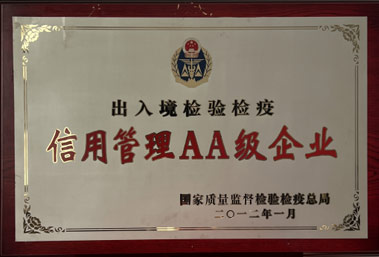 出入境检验检疫
信用管理AA级企业
国家质量监督检验检疫总局
二〇一二年一月